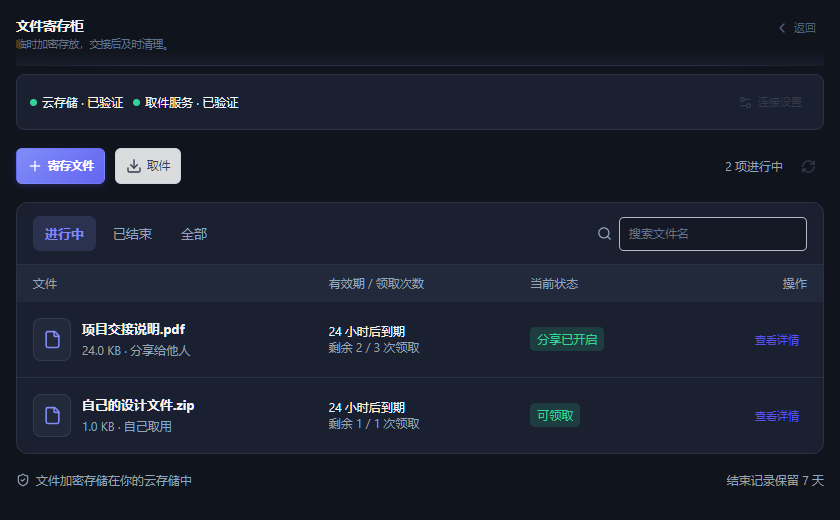 文件寄存柜
临时加密存放，交接后及时清理。
返回
云存储 · 已验证 取件服务 · 已验证
连接设置
寄存文件 取件
2 项进行中
进行中 已结束 全部
搜索文件名
文件 有效期 / 领取次数 当前状态 操作
项目交接说明.pdf
24.0 KB · 分享给他人
24 小时后到期
剩余 2 / 3 次领取
分享已开启
查看详情
自己的设计文件.zip
1.0 KB · 自己取用
24 小时后到期
剩余 1 / 1 次领取
可领取
查看详情
文件加密存储在你的云存储中
结束记录保留 7 天